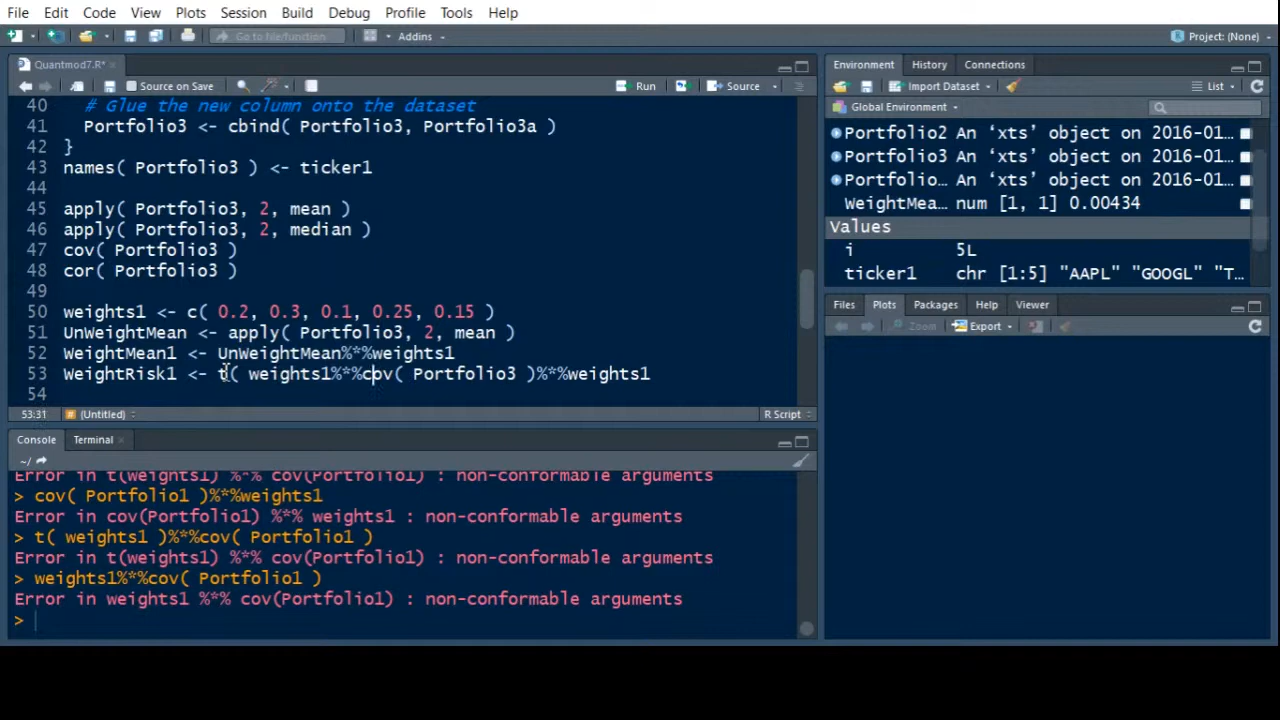 File Edit Code View Plots Session Build Debug Profile Tools Help
Go to file/function Addins Project: (None)
Quantmod7.R*
Source on Save Run Source
40 # Glue the new column onto the dataset
41 Portfolio3 <- cbind( Portfolio3, Portfolio3a )
42 }
43 names( Portfolio3 ) <- ticker1
44
45 apply( Portfolio3, 2, mean )
46 apply( Portfolio3, 2, median )
47 cov( Portfolio3 )
48 cor( Portfolio3 )
49
50 weights1 <- c( 0.2, 0.3, 0.1, 0.25, 0.15 )
51 UnWeightMean <- apply( Portfolio3, 2, mean )
52 WeightMean1 <- UnWeightMean%*%weights1
53 WeightRisk1 <- t( weights1%*%cov( Portfolio3 )%*%weights1
54
53:31 (Untitled) R Script
Console Terminal
~/
Error in t(weights1) %*% cov(Portfolio1) : non-conformable arguments
> cov( Portfolio1 )%*%weights1
Error in cov(Portfolio1) %*% weights1 : non-conformable arguments
> t( weights1 )%*%cov( Portfolio1 )
Error in t(weights1) %*% cov(Portfolio1) : non-conformable arguments
> weights1%*%cov( Portfolio1 )
Error in weights1 %*% cov(Portfolio1) : non-conformable arguments
>
Environment History Connections
Import Dataset List
Global Environment
Portfolio2 An ‘xts’ object on 2016-01…
Portfolio3 An ‘xts’ object on 2016-01…
Portfolio… An ‘xts’ object on 2016-01…
WeightMea… num [1, 1] 0.00434
Values
i 5L
ticker1 chr [1:5] "AAPL" "GOOGL" "T…
Files Plots Packages Help Viewer
Zoom Export